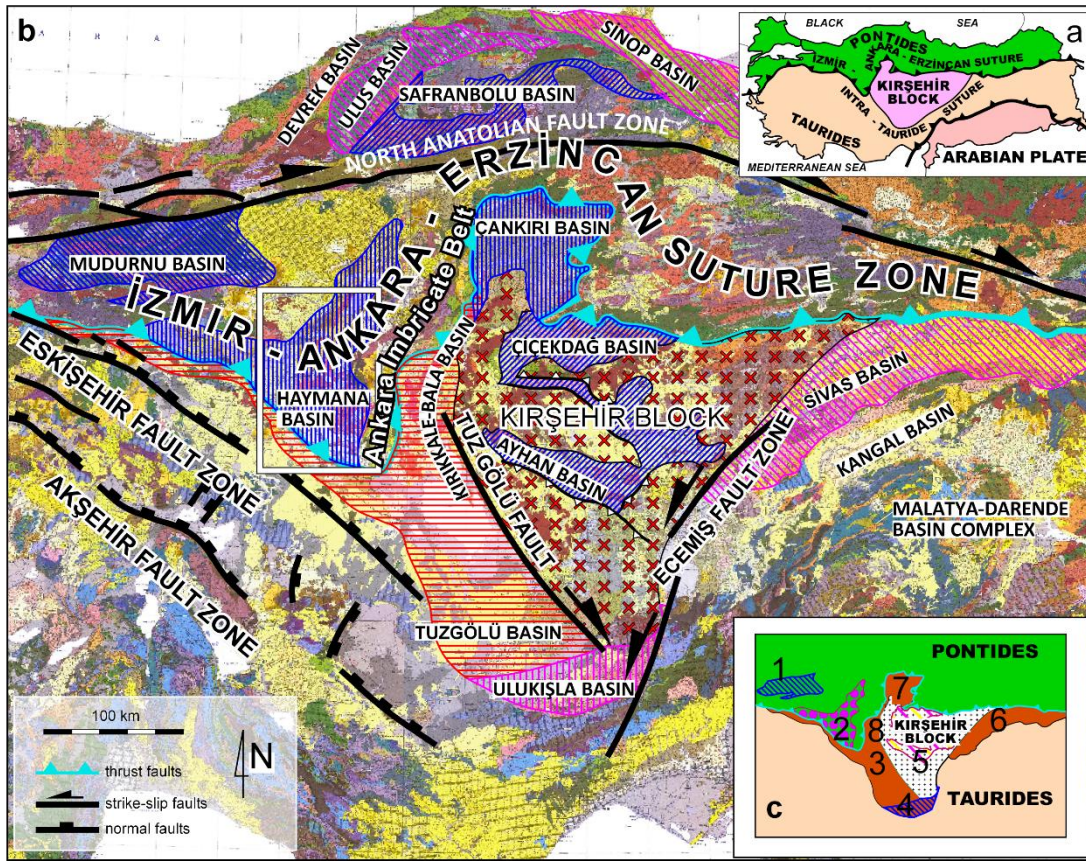 b
DEVREK BASIN
ULUS BASIN
SİNOP BASIN
SAFRANBOLU BASIN
NORTH ANATOLIAN FAULT ZONE
İZMİR - ANKARA - ERZİNCAN SUTURE ZONE
MUDURNU BASIN
ÇANKIRI BASIN
Ankara Imbricate Belt
HAYMANA
BASIN
ÇİÇEKDAĞ BASIN
KIRIKKALE-BALA BASIN
KIRŞEHİR BLOCK
AYHAN BASIN
SİVAS BASIN
KANGAL BASIN
ESKİŞEHİR FAULT ZONE
AKŞEHİR FAULT ZONE
TUZ GÖLÜ FAULT
ECEMİŞ FAULT ZONE
MALATYA-DARENDE
BASIN COMPLEX
TUZGÖLÜ BASIN
ULUKIŞLA BASIN
100 km
N
thrust faults
strike-slip faults
normal faults
a
BLACK SEA
PONTIDES
İZMİR - ANKARA - ERZİNCAN SUTURE
KIRŞEHİR
BLOCK
INTRA - TAURIDE SUTURE
TAURIDES
ARABIAN PLATE
MEDITERRANEAN SEA
PONTIDES
1
7
2
8
KIRŞEHİR
BLOCK
6
3
5
4
TAURIDES
c